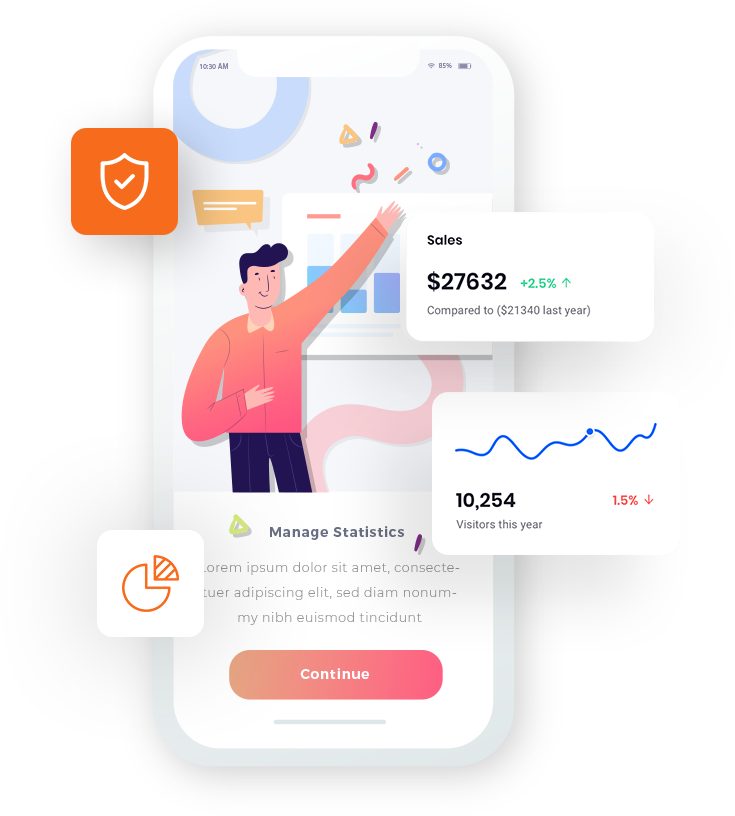 10:30 AM
85%
Sales
$27632 +2.5%
Compared to ($21340 last year)
10,254 1.5%
Visitors this year
Manage Statistics
orem ipsum dolor sit amet, consecte-
tuer adipiscing elit, sed diam nonum-
my nibh euismod tincidunt
Continue